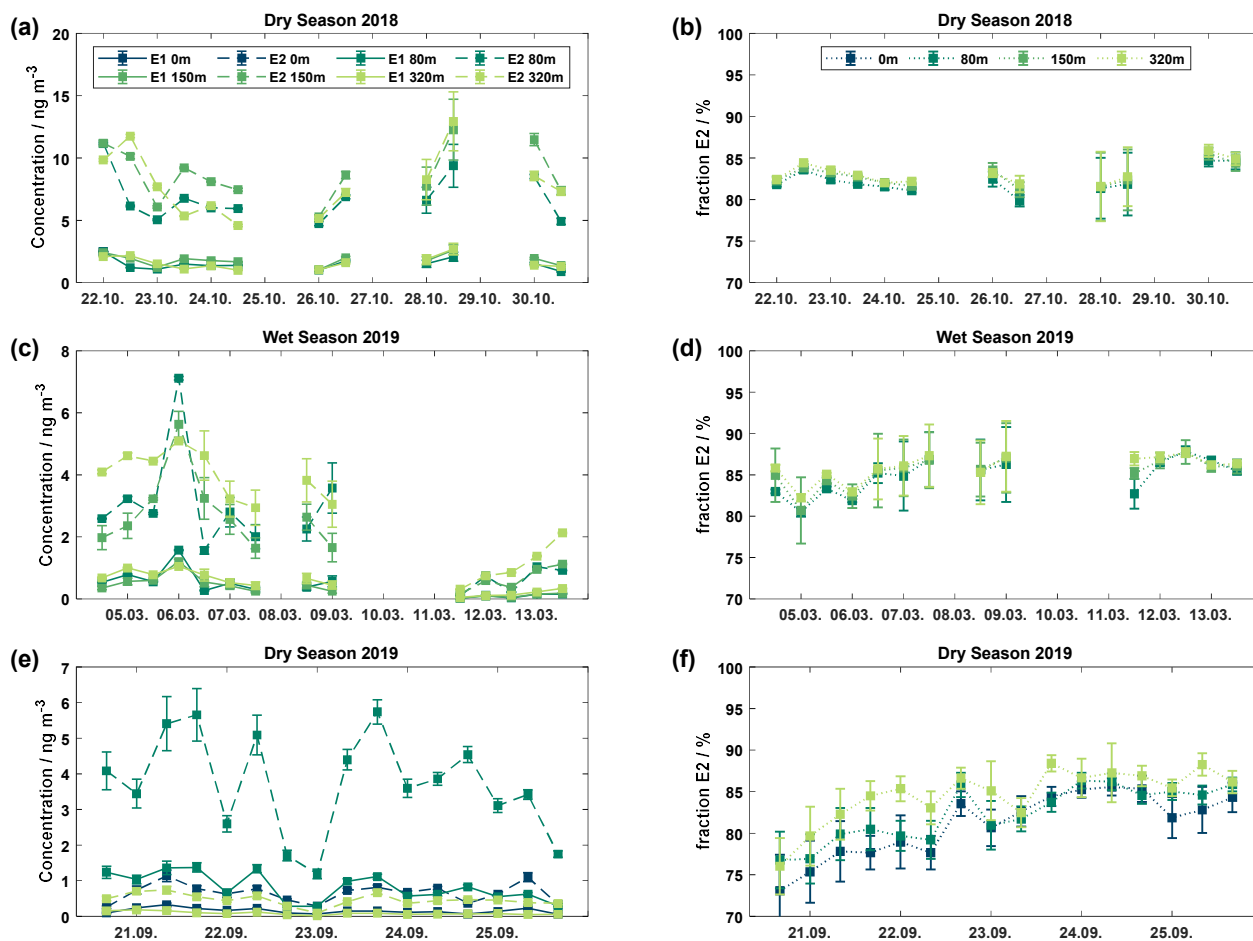 (a) Dry Season 2018
Concentration / ng m⁻³
20
15
10
5
0
E1 0m E2 0m E1 80m E2 80m
E1 150m E2 150m E1 320m E2 320m
22.10. 23.10. 24.10. 25.10. 26.10. 27.10. 28.10. 29.10. 30.10.
(b) Dry Season 2018
fraction E2 / %
100
95
90
85
80
75
70
0m 80m 150m 320m
22.10. 23.10. 24.10. 25.10. 26.10. 27.10. 28.10. 29.10. 30.10.
(c) Wet Season 2019
Concentration / ng m⁻³
8
6
4
2
0
05.03. 06.03. 07.03. 08.03. 09.03. 10.03. 11.03. 12.03. 13.03.
(d) Wet Season 2019
fraction E2 / %
100
95
90
85
80
75
70
05.03. 06.03. 07.03. 08.03. 09.03. 10.03. 11.03. 12.03. 13.03.
(e) Dry Season 2019
Concentration / ng m⁻³
7
6
5
4
3
2
1
0
21.09. 22.09. 23.09. 24.09. 25.09.
(f) Dry Season 2019
fraction E2 / %
100
95
90
85
80
75
70
21.09. 22.09. 23.09. 24.09. 25.09.